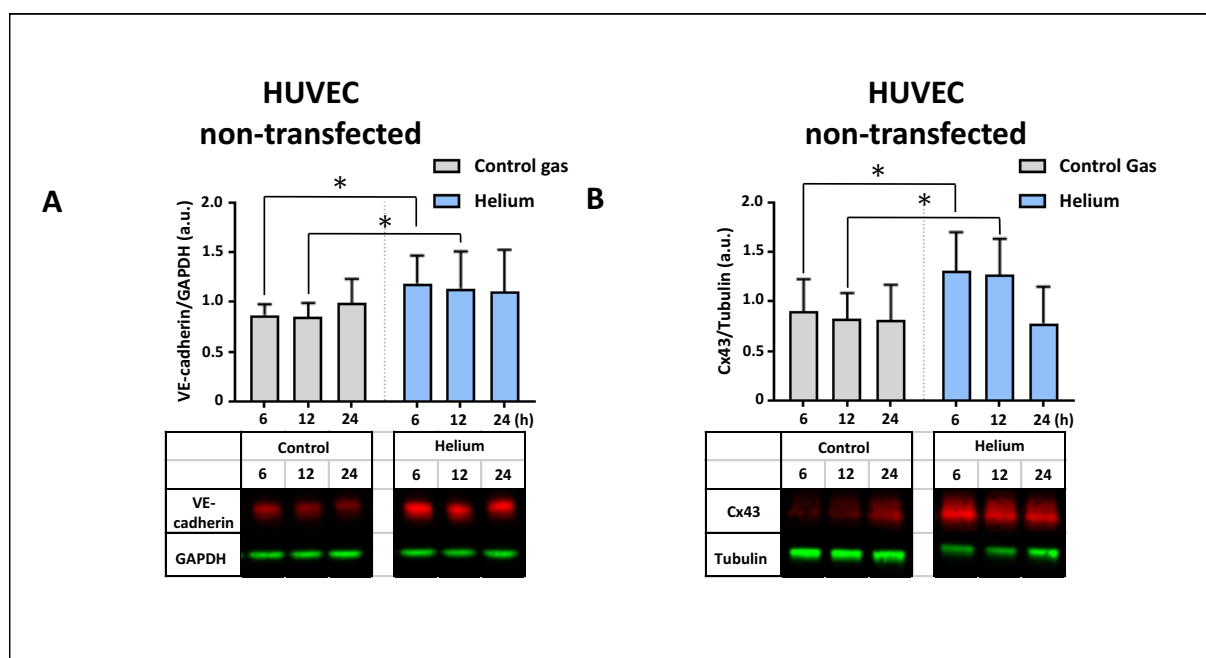 HUVEC
non-transfected
Control gas
Helium
A
*
*
VE-cadherin/GAPDH (a.u.)
2.0
1.5
1.0
0.5
0
6 12 24 6 12 24 (h)
Control Helium
6 12 24 6 12 24
VE-
cadherin
GAPDH
HUVEC
non-transfected
Control Gas
Helium
B
*
*
Cx43/Tubulin (a.u.)
2.0
1.5
1.0
0.5
0
6 12 24 6 12 24 (h)
Control Helium
6 12 24 6 12 24
Cx43
Tubulin